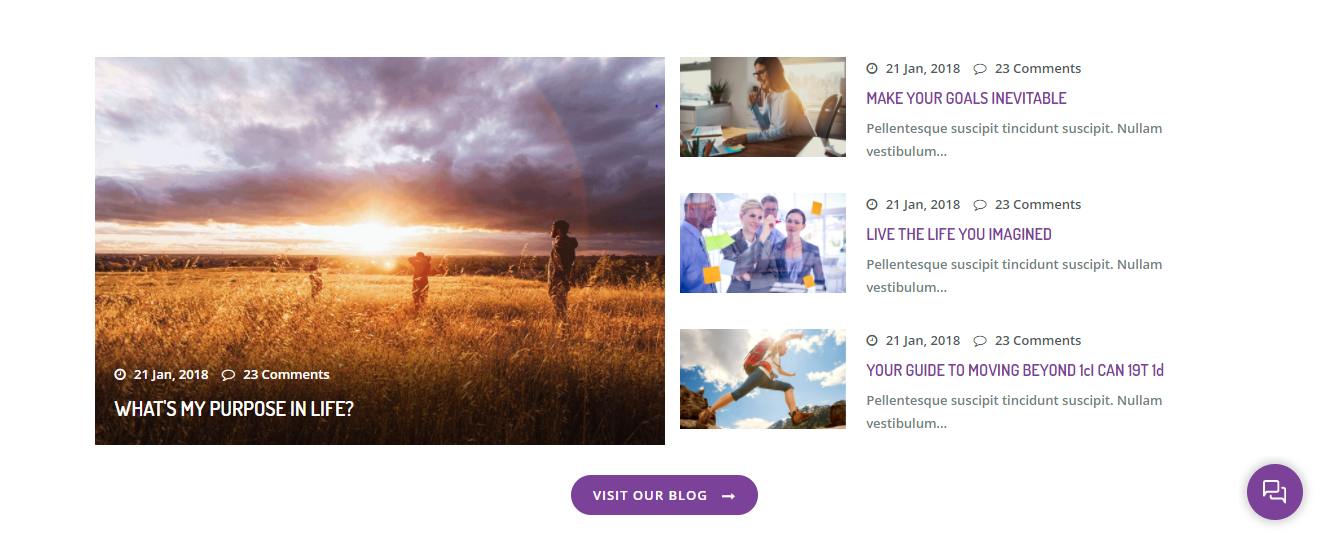 21 Jan, 2018 23 Comments
WHAT'S MY PURPOSE IN LIFE?
21 Jan, 2018 23 Comments
MAKE YOUR GOALS INEVITABLE
Pellentesque suscipit tincidunt suscipit. Nullam
vestibulum...
21 Jan, 2018 23 Comments
LIVE THE LIFE YOU IMAGINED
Pellentesque suscipit tincidunt suscipit. Nullam
vestibulum...
21 Jan, 2018 23 Comments
YOUR GUIDE TO MOVING BEYOND 1cl CAN 19T 1d
Pellentesque suscipit tincidunt suscipit. Nullam
vestibulum...
VISIT OUR BLOG